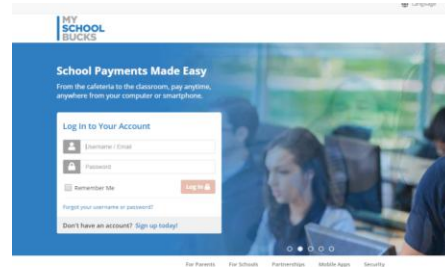 Language
MY
SCHOOL
BUCKS
School Payments Made Easy
From the cafeteria to the classroom, pay anytime,
anywhere from your computer or smartphone.
Log In to Your Account
Username / Email
Password
Remember Me
Log In
Forgot your username or password?
Don't have an account? Sign up today!
For Parents For Schools Partnerships Mobile Apps Security